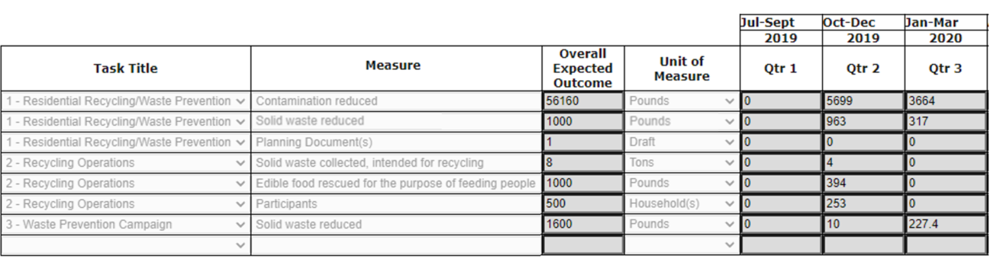 Jul-Sept Oct-Dec Jan-Mar
2019 2019 2020
Task Title Measure Overall Expected Outcome Unit of Measure Qtr 1 Qtr 2 Qtr 3
1 - Residential Recycling/Waste Prevention Contamination reduced 56160 Pounds 0 5699 3664
1 - Residential Recycling/Waste Prevention Solid waste reduced 1000 Pounds 0 963 317
1 - Residential Recycling/Waste Prevention Planning Document(s) 1 Draft 0 0 0
2 - Recycling Operations Solid waste collected, intended for recycling 8 Tons 0 4 0
2 - Recycling Operations Edible food rescued for the purpose of feeding people 1000 Pounds 0 394 0
2 - Recycling Operations Participants 500 Household(s) 0 253 0
3 - Waste Prevention Campaign Solid waste reduced 1600 Pounds 0 10 227.4